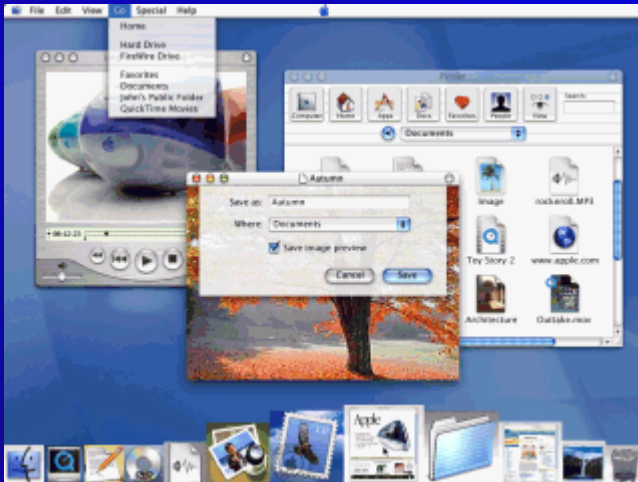 File Edit View Go Special Help
Home
Hard Drive
FireWire Drive
Favorites
Documents
John's Public Folder
QuickTime Movies
Finder
Computer Home Apps Docs Favorites People View Search
Documents
Image rockeroll.MP3
Toy Story 2 www.apple.com
Architecture Outtake.mov
Autumn
Save as: Autumn
Where: Documents
Save image preview
Cancel Save
Apple